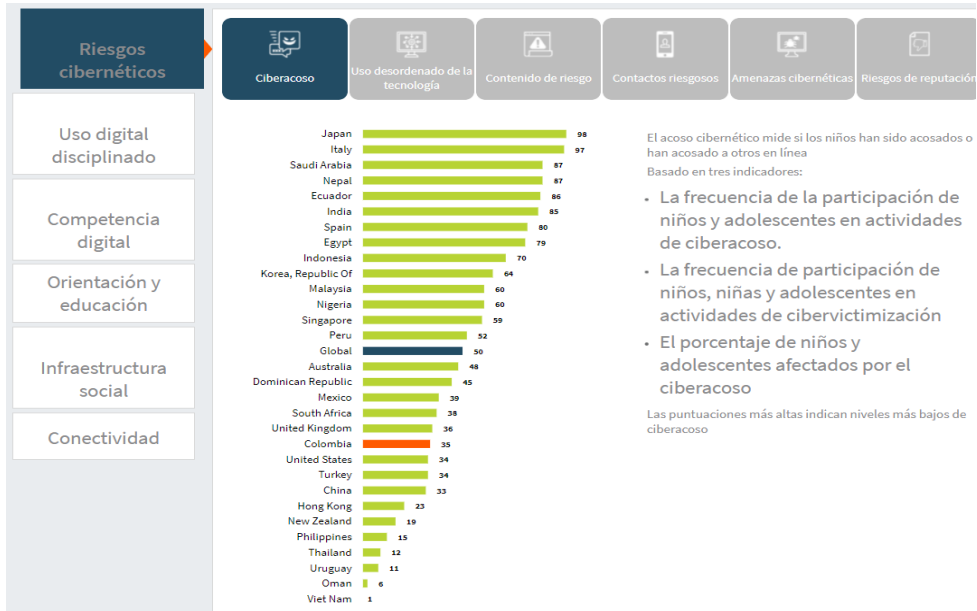 Riesgos
cibernéticos
Uso digital
disciplinado
Competencia
digital
Orientación y
educación
Infraestructura
social
Conectividad
Ciberacoso
Uso desordenado de la
tecnología
Contenido de riesgo
Contactos riesgosos
Amenazas cibernéticas
Riesgos de reputación
Japan 98
Italy 97
Saudi Arabia 87
Nepal 87
Ecuador 86
India 85
Spain 80
Egypt 79
Indonesia 70
Korea, Republic Of 64
Malaysia 60
Nigeria 60
Singapore 59
Peru 52
Global 50
Australia 48
Dominican Republic 45
Mexico 39
South Africa 38
United Kingdom 36
Colombia 35
United States 34
Turkey 34
China 33
Hong Kong 23
New Zealand 19
Philippines 15
Thailand 12
Uruguay 11
Oman 6
Viet Nam 1
El acoso cibernético mide si los niños han sido acosados o
han acosado a otros en línea
Basado en tres indicadores:
• La frecuencia de la participación de
niños y adolescentes en actividades
de ciberacoso.
• La frecuencia de participación de
niños, niñas y adolescentes en
actividades de cibervictimización
• El porcentaje de niños y
adolescentes afectados por el
ciberacoso
Las puntuaciones más altas indican niveles más bajos de
ciberacoso